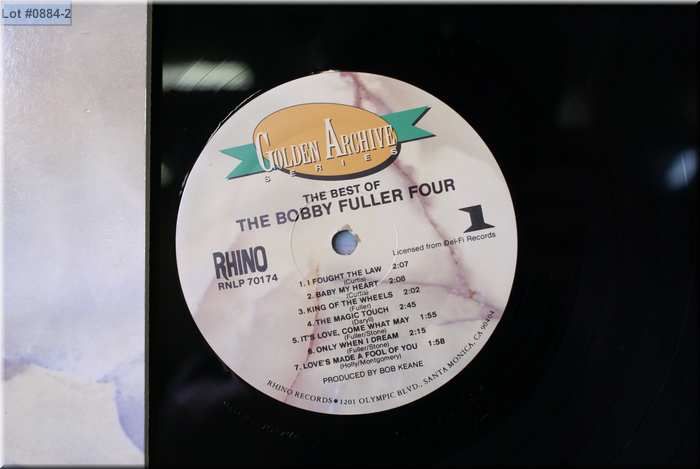 Lot #0884-2
GOLDEN ARCHIVE
SERIES
THE BEST OF
THE BOBBY FULLER FOUR
1
Licensed from Del-Fi Records
RHINO
RNLP 70174
1. I FOUGHT THE LAW 2:07
(Curtis)
2. BABY MY HEART 2:08
(Curtis)
3. KING OF THE WHEELS 2:02
(Fuller)
4. THE MAGIC TOUCH 2:45
(Daryll)
5. IT'S LOVE, COME WHAT MAY 1:55
(Fuller/Stone)
6. ONLY WHEN I DREAM 2:15
(Fuller/Stone)
7. LOVE'S MADE A FOOL OF YOU 1:58
(Holly/Montgomery)
PRODUCED BY BOB KEANE
RHINO RECORDS ● 1201 OLYMPIC BLVD., SANTA MONICA, CA 90404